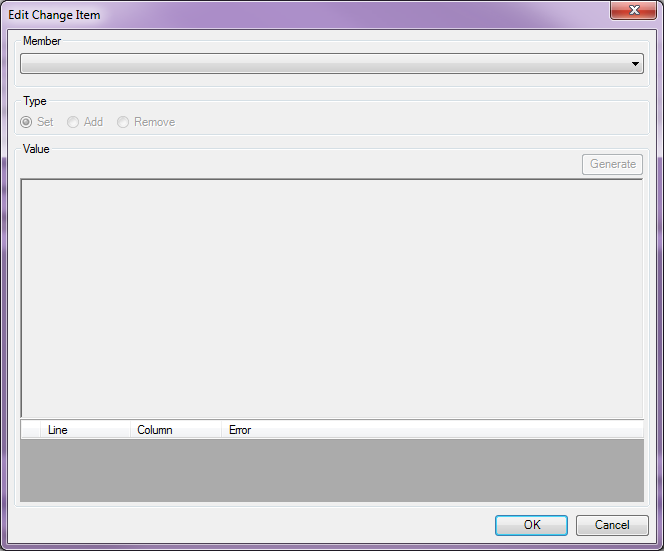 Edit Change Item
Member
Type
Set Add Remove
Value
Generate
Line Column Error
OK Cancel